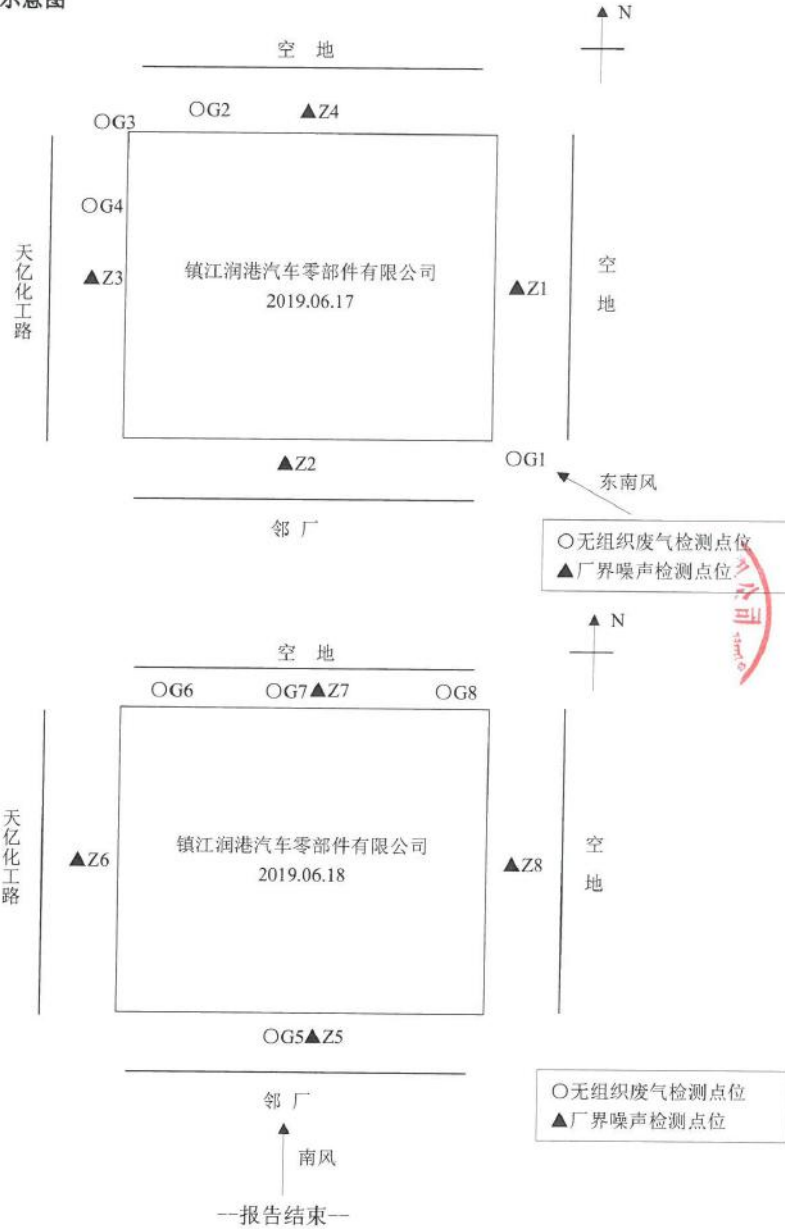 示意图
N
空 地
○G2
▲Z4
○G3
○G4
天亿化工路
▲Z3
镇江润港汽车零部件有限公司
2019.06.17
▲Z1
空地
▲Z2
○G1
东南风
邻厂
○无组织废气检测点位
▲厂界噪声检测点位
公司
N
空 地
○G6
○G7▲Z7
○G8
天亿化工路
▲Z6
镇江润港汽车零部件有限公司
2019.06.18
▲Z8
空地
○G5▲Z5
邻厂
○无组织废气检测点位
▲厂界噪声检测点位
南风
--报告结束--